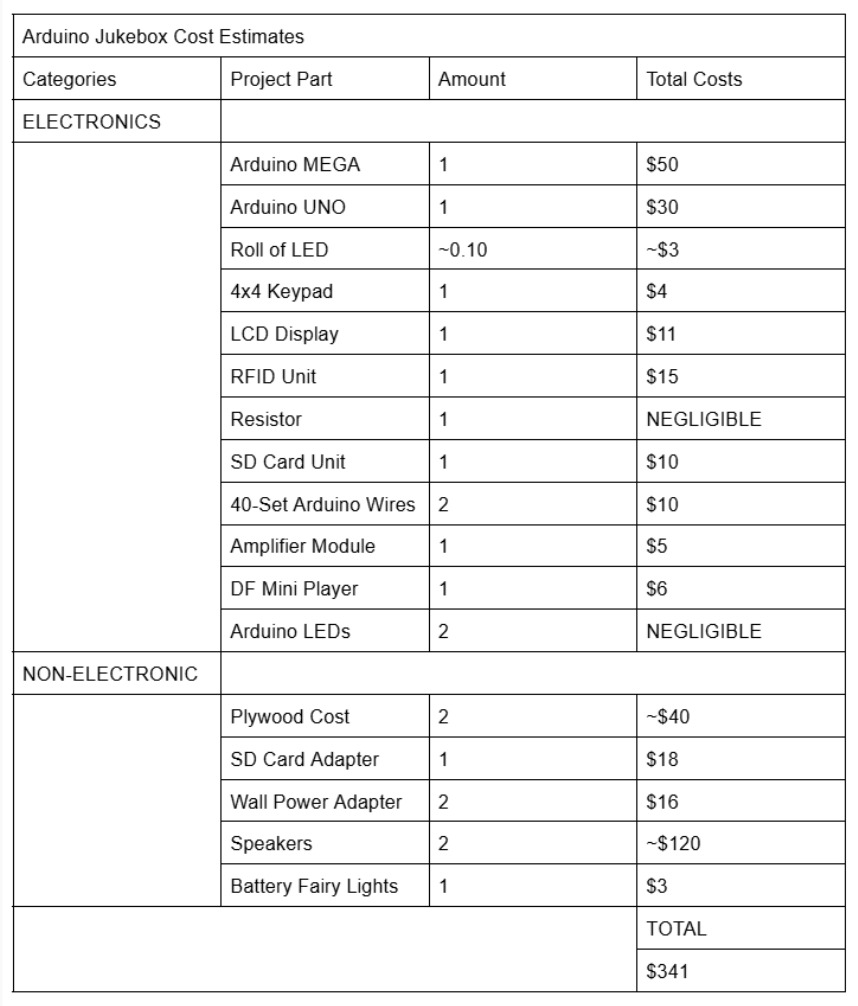 Arduino Jukebox Cost Estimates
Categories Project Part Amount Total Costs
ELECTRONICS
Arduino MEGA 1 $50
Arduino UNO 1 $30
Roll of LED ~0.10 ~$3
4x4 Keypad 1 $4
LCD Display 1 $11
RFID Unit 1 $15
Resistor 1 NEGLIGIBLE
SD Card Unit 1 $10
40-Set Arduino Wires 2 $10
Amplifier Module 1 $5
DF Mini Player 1 $6
Arduino LEDs 2 NEGLIGIBLE
NON-ELECTRONIC
Plywood Cost 2 ~$40
SD Card Adapter 1 $18
Wall Power Adapter 2 $16
Speakers 2 ~$120
Battery Fairy Lights 1 $3
TOTAL
$341